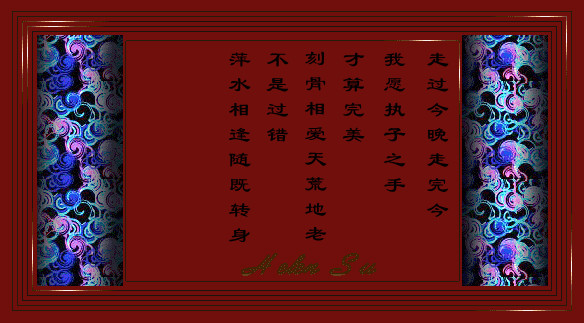 走过今晚走完今
我愿执子之手
才算完美
刻骨相爱天荒地老
不是过错
萍水相逢随既转身